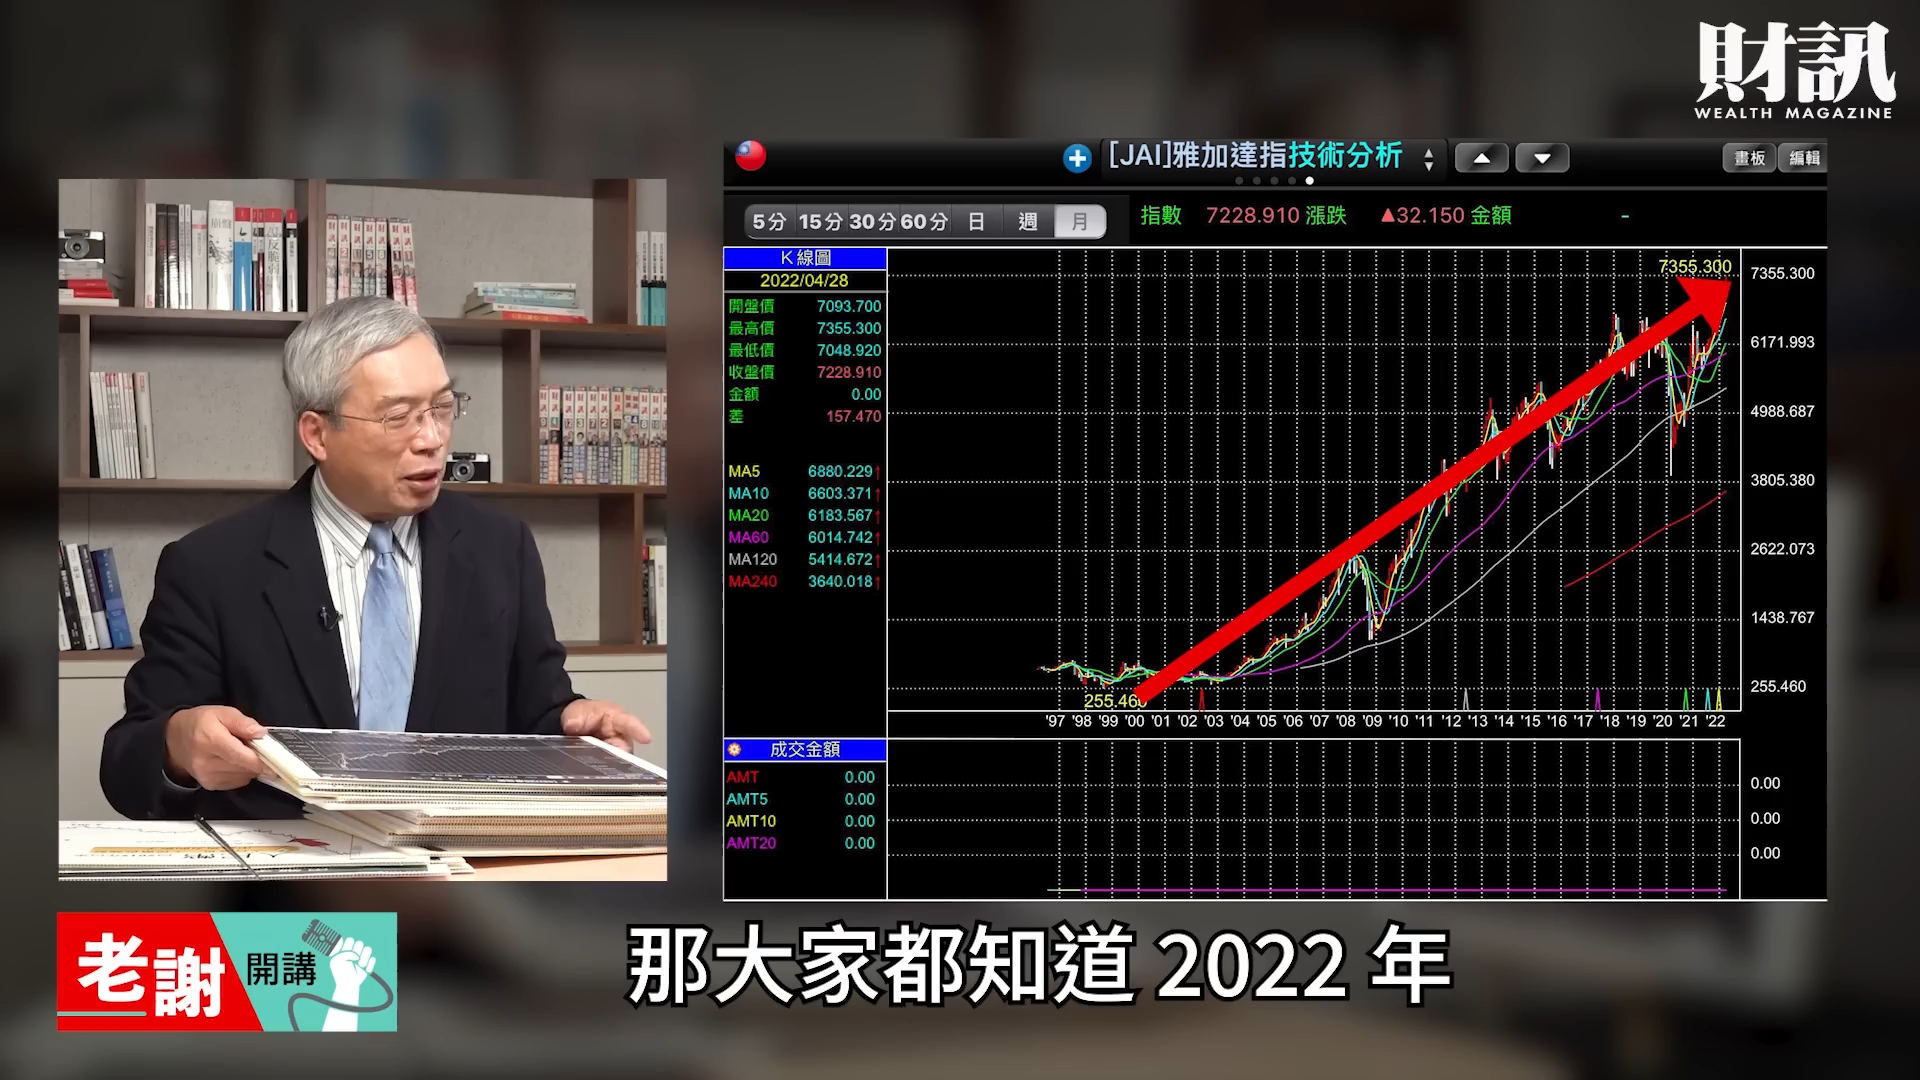 財訊
WEALTH MAGAZINE
[JAI]雅加達指技術分析
畫板 編輯
5分 15分 30分 60分 日 週 月
指數 7228.910 漲跌 ▲32.150 金額 -
K線圖
2022/04/28
開盤價 7093.700
最高價 7355.300
最低價 7048.920
收盤價 7228.910
金額 0.00
差 157.470
MA5 6880.229↑
MA10 6603.371↑
MA20 6183.567↑
MA60 6014.742↑
MA120 5414.672↑
MA240 3640.018↑
7355.300
255.460
7355.300
6171.993
4988.687
3805.380
2622.073
1438.767
255.460
'97 '98 '99 '00 '01 '02 '03 '04 '05 '06 '07 '08 '09 '10 '11 '12 '13 '14 '15 '16 '17 '18 '19 '20 '21 '22
成交金額
AMT 0.00
AMT5 0.00
AMT10 0.00
AMT20 0.00
0.00
0.00
0.00
老謝 開講
那大家都知道 2022 年